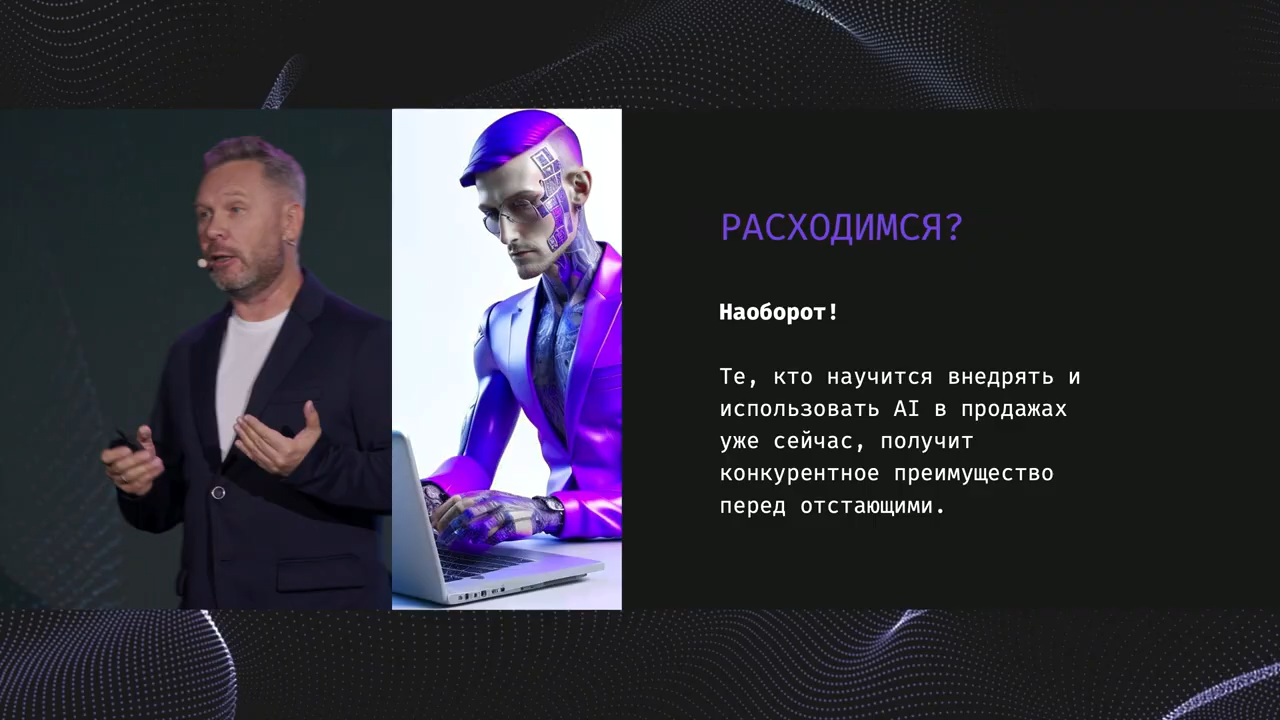 РАСХОДИМСЯ?
Наоборот!
Те, кто научится внедрять и
использовать AI в продажах
уже сейчас, получит
конкурентное преимущество
перед отстающими.